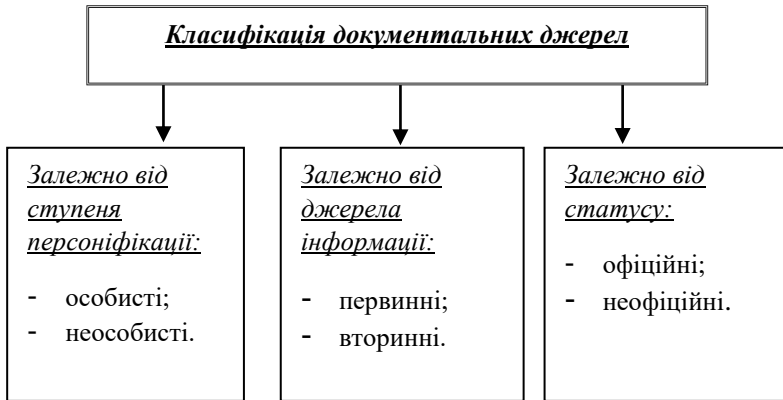 Класифікація документальних джерел
Залежно від
ступеня
персоніфікації:
- особисті;
- неособисті.
Залежно від
джерела
інформації:
- первинні;
- вторинні.
Залежно від
статусу:
- офіційні;
- неофіційні.